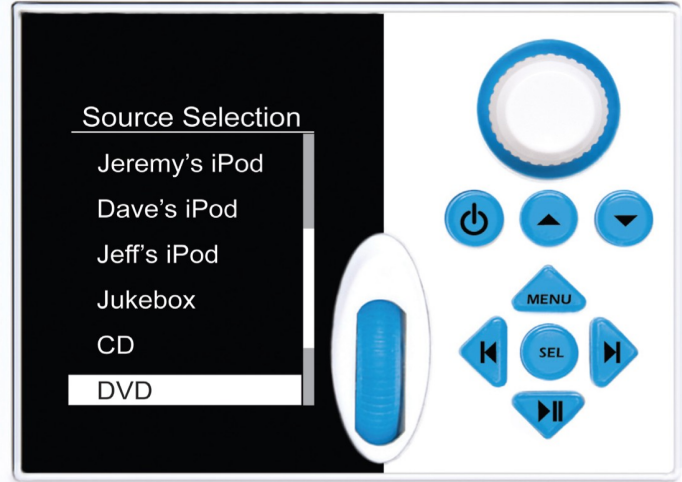 Source Selection
Jeremy's iPod
Dave's iPod
Jeff's iPod
Jukebox
CD
DVD
MENU
SEL